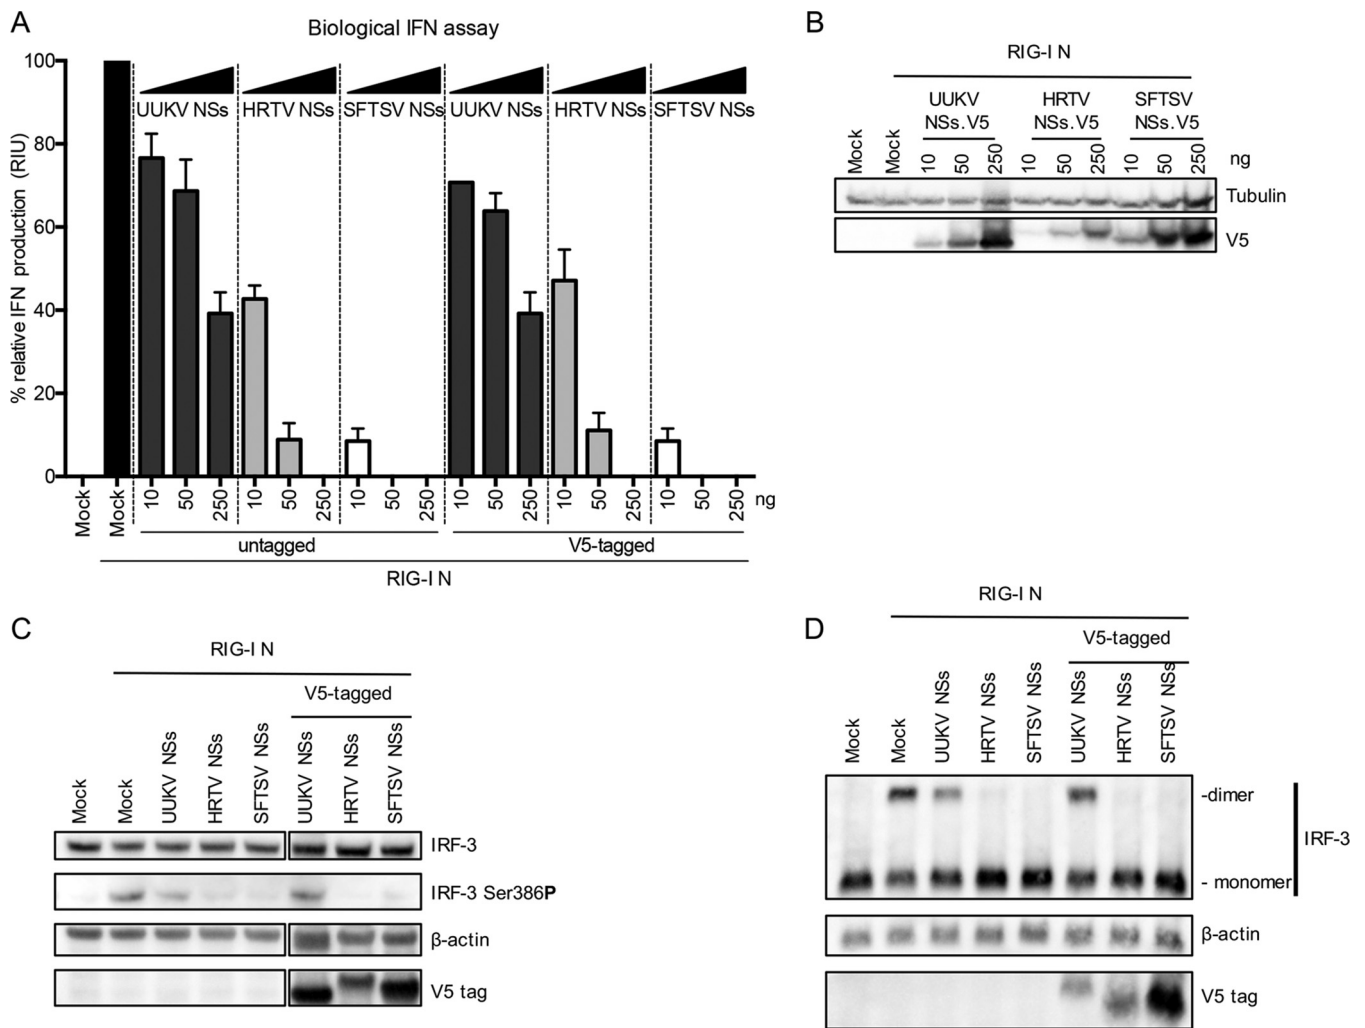 A
Biological IFN assay
% relative IFN production (RIU)
100
80
60
40
20
0
UUKV NSs HRTV NSs SFTSV NSs UUKV NSs HRTV NSs SFTSV NSs
Mock Mock 10 50 250 10 50 250 10 50 250 10 50 250 10 50 250 10 50 250 ng
untagged V5-tagged
RIG-I N
B
RIG-I N
UUKV NSs.V5 HRTV NSs.V5 SFTSV NSs.V5
Mock Mock 10 50 250 10 50 250 10 50 250 ng
Tubulin
V5
C
RIG-I N
V5-tagged
Mock Mock UUKV NSs HRTV NSs SFTSV NSs UUKV NSs HRTV NSs SFTSV NSs
IRF-3
IRF-3 Ser386P
β-actin
V5 tag
D
RIG-I N
V5-tagged
Mock Mock UUKV NSs HRTV NSs SFTSV NSs UUKV NSs HRTV NSs SFTSV NSs
-dimer
IRF-3
- monomer
β-actin
V5 tag